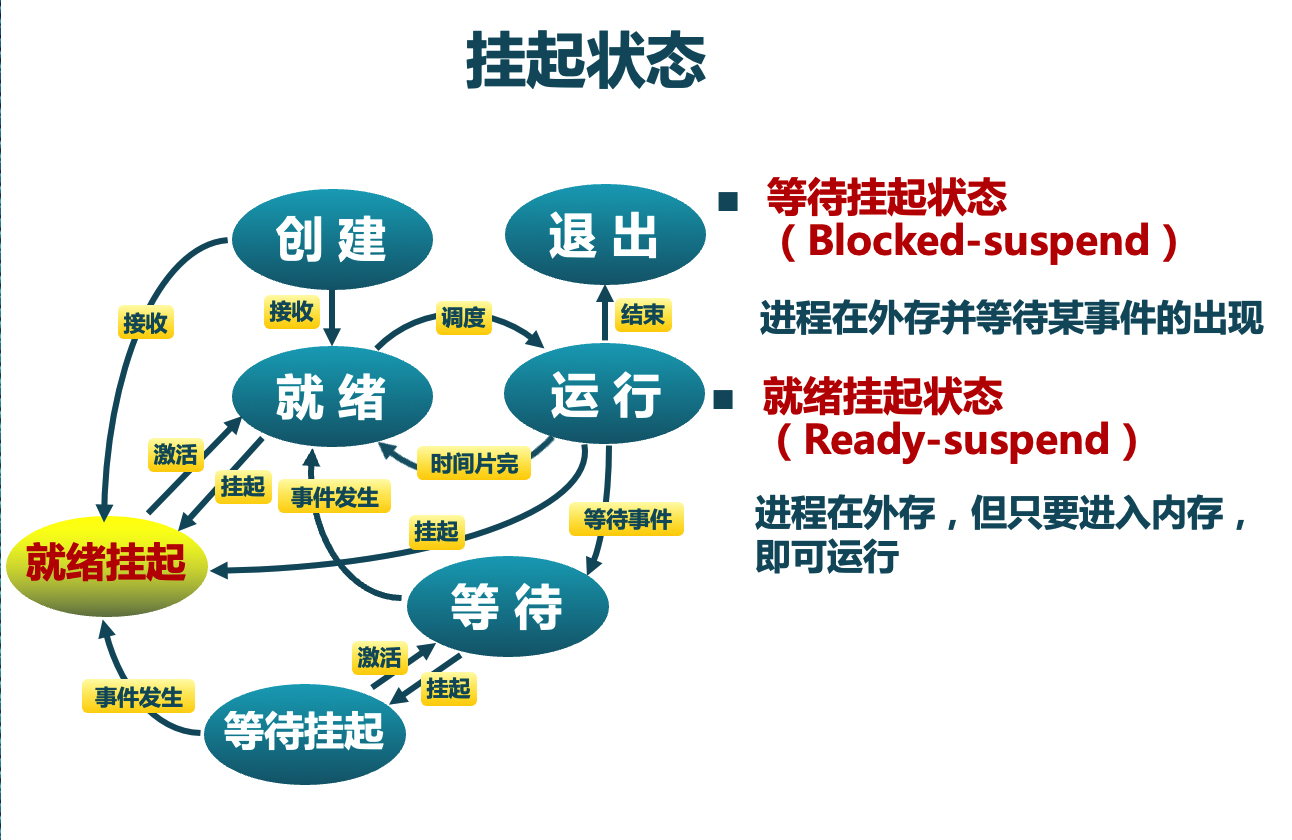 挂起状态
创建
退出
接收
接收
调度
结束
就绪
运行
激活
挂起
事件发生
时间片完
挂起
等待事件
就绪挂起
等待
激活
挂起
事件发生
等待挂起
■ 等待挂起状态
（Blocked-suspend）
进程在外存并等待某事件的出现
■ 就绪挂起状态
（Ready-suspend）
进程在外存，但只要进入内存，
即可运行